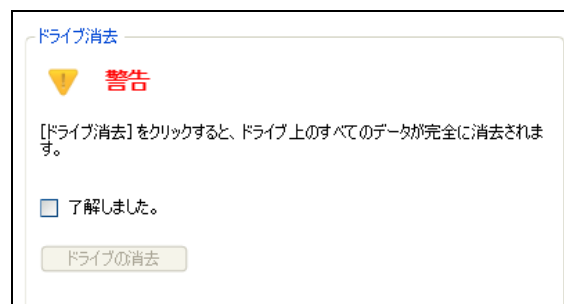 ドライブ消去
警告
[ドライブ消去]をクリックすると、ドライブ上のすべてのデータが完全に消去されま
す。
了解しました。
ドライブの消去